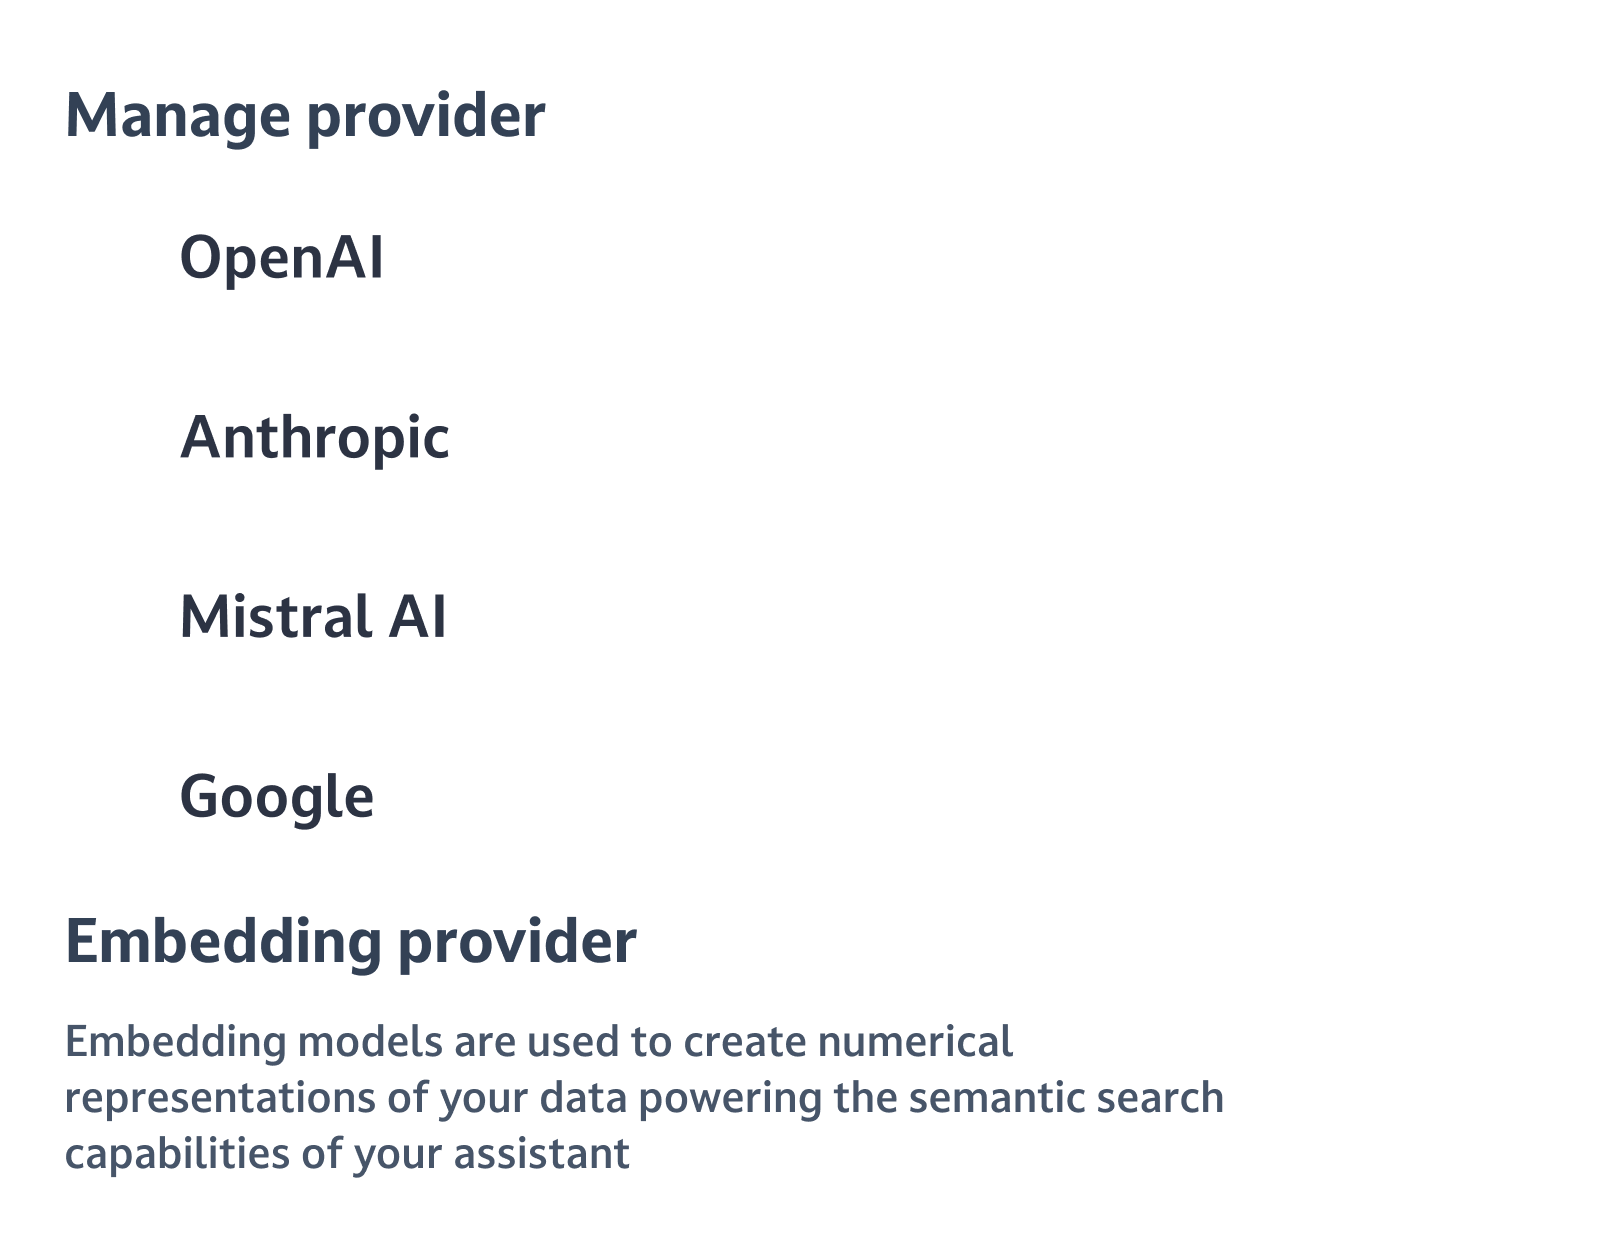 Manage provider
OpenAI
Anthropic
Mistral AI
Google
Embedding provider
Embedding models are used to create numerical
representations of your data powering the semantic search
capabilities of your assistant